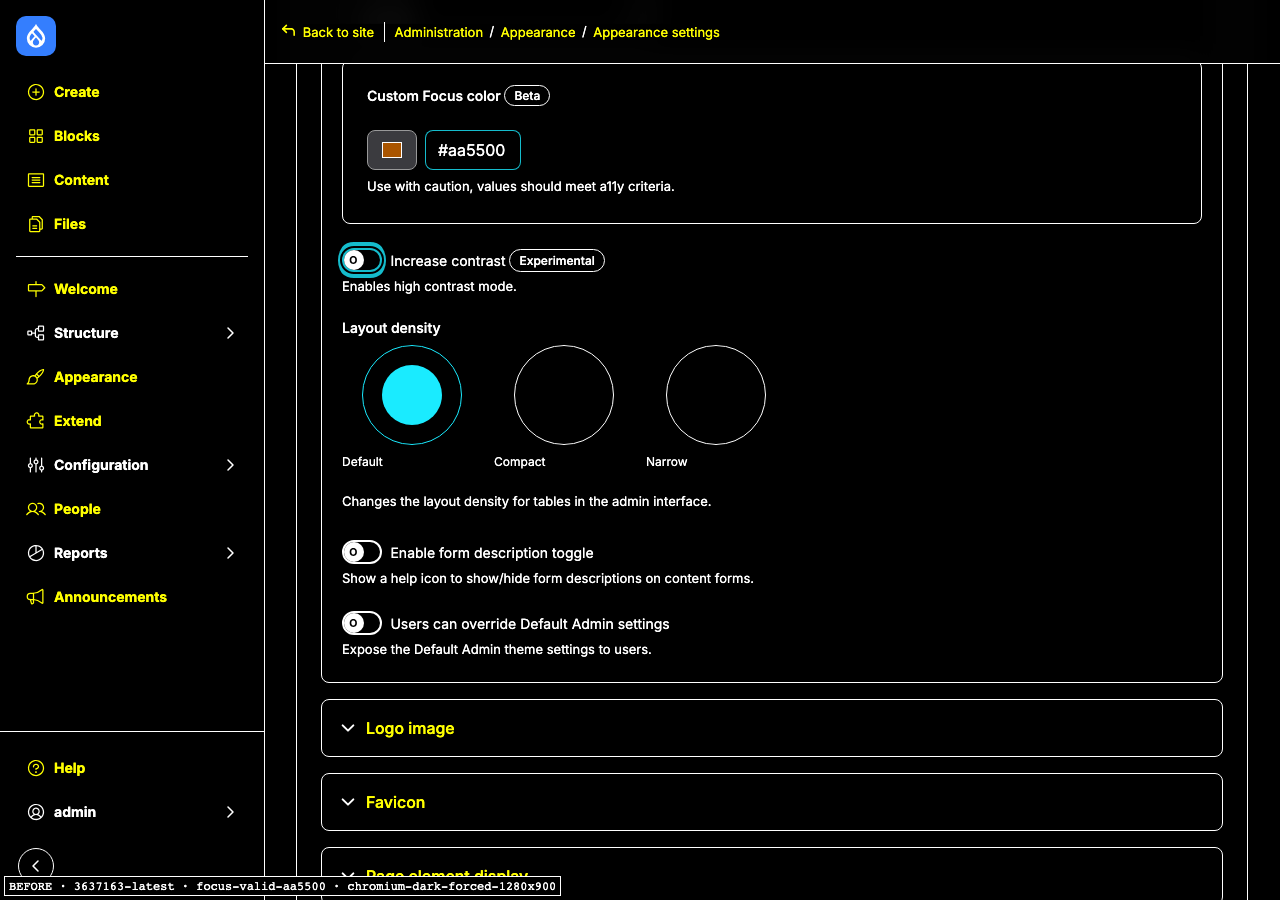 Back to site
Administration / Appearance / Appearance settings
Create
Blocks
Content
Files
Welcome
Structure
Appearance
Extend
Configuration
People
Reports
Announcements
Help
admin
Custom Focus color Beta
#aa5500
Use with caution, values should meet a11y criteria.
Increase contrast Experimental
Enables high contrast mode.
Layout density
Default
Compact
Narrow
Changes the layout density for tables in the admin interface.
Enable form description toggle
Show a help icon to show/hide form descriptions on content forms.
Users can override Default Admin settings
Expose the Default Admin theme settings to users.
Logo image
Favicon
Page element display
BEFORE · 3637163-latest · focus-valid-aa5500 · chromium-dark-forced-1280x900